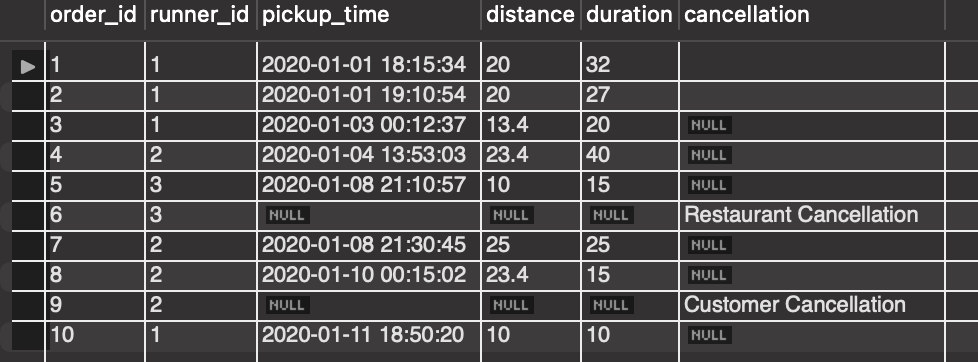 order_id runner_id pickup_time distance duration cancellation
1 1 2020-01-01 18:15:34 20 32
2 1 2020-01-01 19:10:54 20 27
3 1 2020-01-03 00:12:37 13.4 20 NULL
4 2 2020-01-04 13:53:03 23.4 40 NULL
5 3 2020-01-08 21:10:57 10 15 NULL
6 3 NULL NULL NULL Restaurant Cancellation
7 2 2020-01-08 21:30:45 25 25 NULL
8 2 2020-01-10 00:15:02 23.4 15 NULL
9 2 NULL NULL NULL Customer Cancellation
10 1 2020-01-11 18:50:20 10 10 NULL